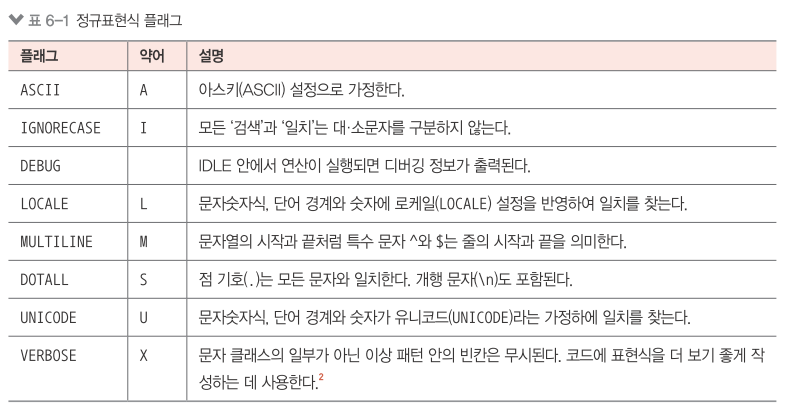 표 6-1 정규표현식 플래그
플래그 약어 설명
ASCII A 아스키(ASCII) 설정으로 가정한다.
IGNORECASE I 모든 ‘검색’과 ‘일치’는 대·소문자를 구분하지 않는다.
DEBUG IDLE 안에서 연산이 실행되면 디버깅 정보가 출력된다.
LOCALE L 문자숫자식, 단어 경계와 숫자에 로케일(LOCALE) 설정을 반영하여 일치를 찾는다.
MULTILINE M 문자열의 시작과 끝처럼 특수 문자 ^와 $는 줄의 시작과 끝을 의미한다.
DOTALL S 점 기호(.)는 모든 문자와 일치한다. 개행 문자(\n)도 포함된다.
UNICODE U 문자숫자식, 단어 경계와 숫자가 유니코드(UNICODE)라는 가정하에 일치를 찾는다.
VERBOSE X 문자 클래스의 일부가 아닌 이상 패턴 안의 빈칸은 무시된다. 코드에 표현식을 더 보기 좋게 작
성하는 데 사용한다.2